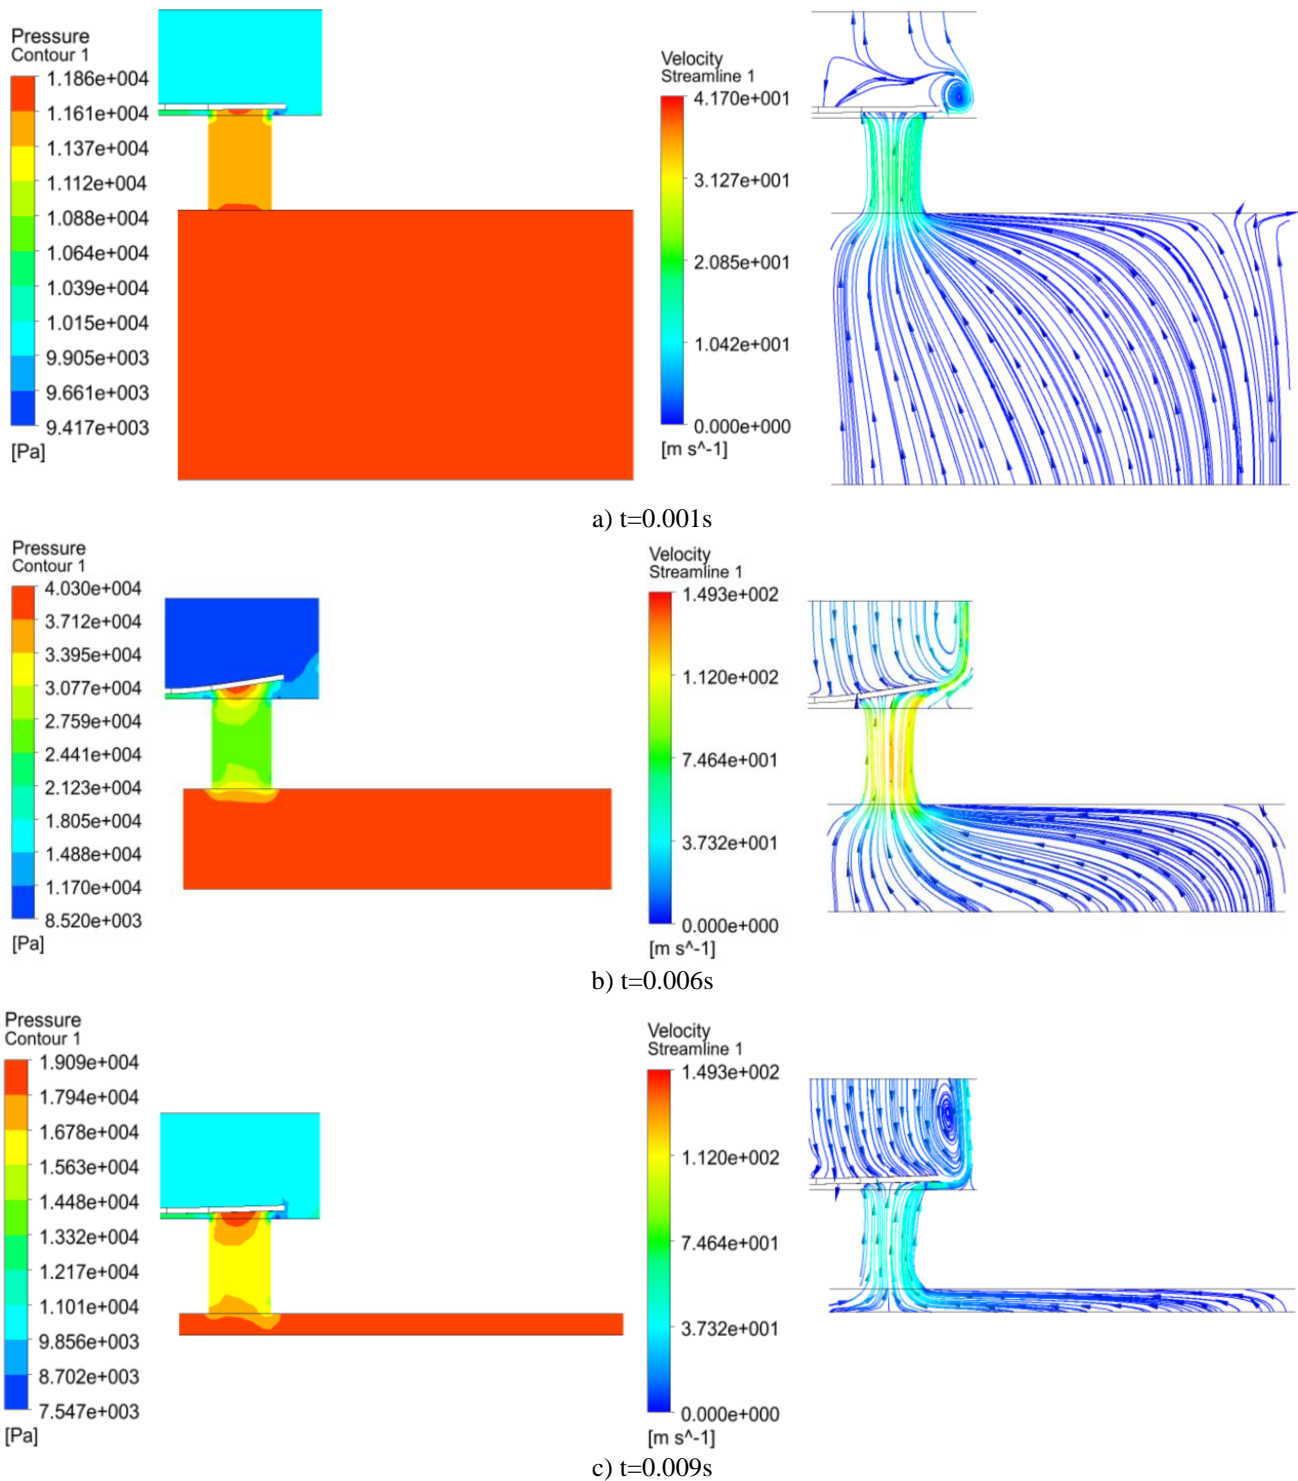 Pressure
Contour 1
1.186e+004
1.161e+004
1.137e+004
1.112e+004
1.088e+004
1.064e+004
1.039e+004
1.015e+004
9.905e+003
9.661e+003
9.417e+003
[Pa]
Velocity
Streamline 1
4.170e+001
3.127e+001
2.085e+001
1.042e+001
0.000e+000
[m s^-1]
a) t=0.001s
Pressure
Contour 1
4.030e+004
3.712e+004
3.395e+004
3.077e+004
2.759e+004
2.441e+004
2.123e+004
1.805e+004
1.488e+004
1.170e+004
8.520e+003
[Pa]
Velocity
Streamline 1
1.493e+002
1.120e+002
7.464e+001
3.732e+001
0.000e+000
[m s^-1]
b) t=0.006s
Pressure
Contour 1
1.909e+004
1.794e+004
1.678e+004
1.563e+004
1.448e+004
1.332e+004
1.217e+004
1.101e+004
9.856e+003
8.702e+003
7.547e+003
[Pa]
Velocity
Streamline 1
1.493e+002
1.120e+002
7.464e+001
3.732e+001
0.000e+000
[m s^-1]
c) t=0.009s